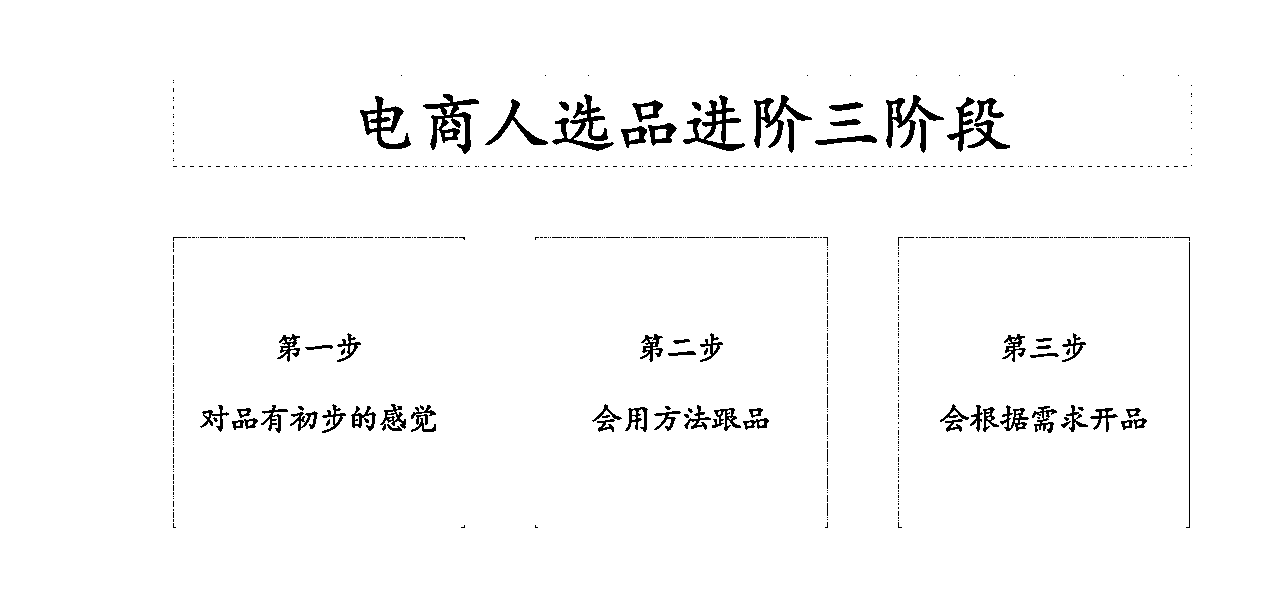 电商人选品进阶三阶段
第一步
对品有初步的感觉
第二步
会用方法跟品
第三步
会根据需求开品